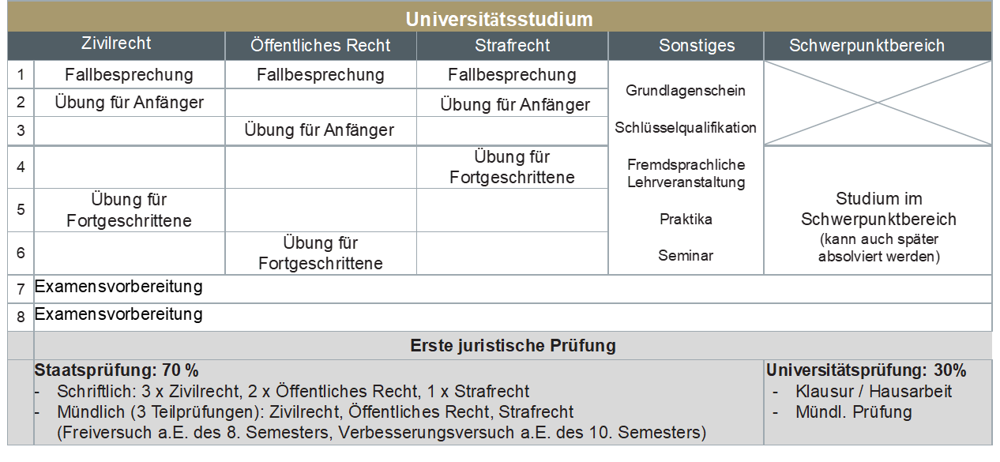 Universitätsstudium
Zivilrecht Öffentliches Recht Strafrecht Sonstiges Schwerpunktbereich
1 Fallbesprechung Fallbesprechung Fallbesprechung
2 Übung für Anfänger Übung für Anfänger
3 Übung für Anfänger
4 Übung für
Fortgeschrittene
5 Übung für
Fortgeschrittene
6 Übung für
Fortgeschrittene
Grundlagenschein
Schlüsselqualifikation
Fremdsprachliche
Lehrveranstaltung
Praktika
Seminar
Studium im
Schwerpunktbereich
(kann auch später
absolviert werden)
7 Examensvorbereitung
8 Examensvorbereitung
Erste juristische Prüfung
Staatsprüfung: 70 %
- Schriftlich: 3 x Zivilrecht, 2 x Öffentliches Recht, 1 x Strafrecht
- Mündlich (3 Teilprüfungen): Zivilrecht, Öffentliches Recht, Strafrecht
(Freiversuch a.E. des 8. Semesters, Verbesserungsversuch a.E. des 10. Semesters)
Universitätsprüfung: 30%
- Klausur / Hausarbeit
- Mündl. Prüfung